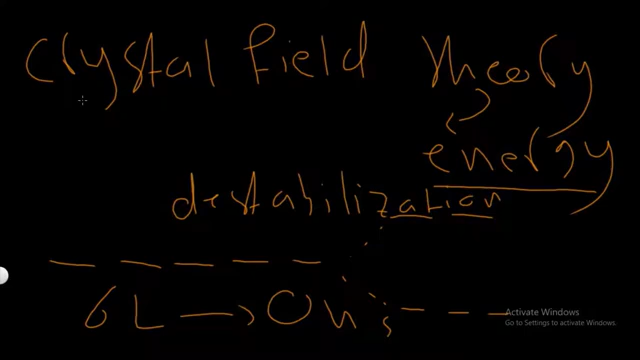 Crystal Field theory
energy
destabilization
6L → Oh
Activate Windows
Go to Settings to activate Windows.